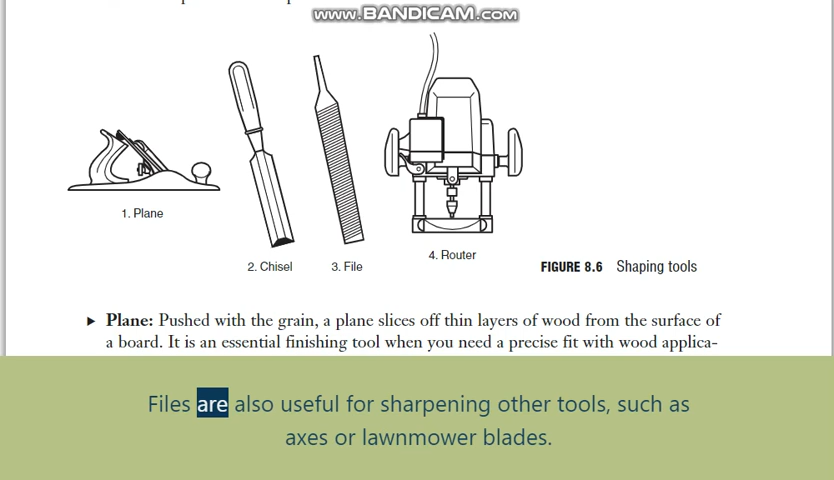 www.BANDICAM.com
1. Plane
2. Chisel
3. File
4. Router
FIGURE 8.6 Shaping tools
► Plane: Pushed with the grain, a plane slices off thin layers of wood from the surface of
a board. It is an essential finishing tool when you need a precise fit with wood applica-
Files are also useful for sharpening other tools, such as
axes or lawnmower blades.